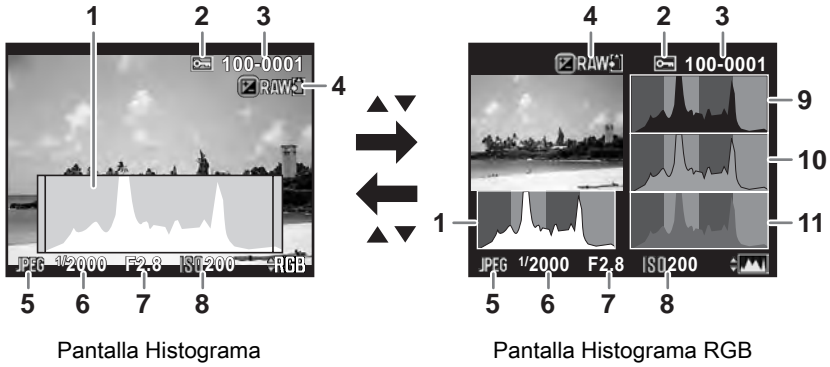 1 2 3
100-0001
RAW
4
JPEG 1/2000 F2.8 ISO200 RGB
5 6 7 8
Pantalla Histograma
▲▼
▲▼
4 2 3
RAW 100-0001
9
10
1
11
JPEG 1/2000 F2.8 ISO200
5 6 7 8
Pantalla Histograma RGB